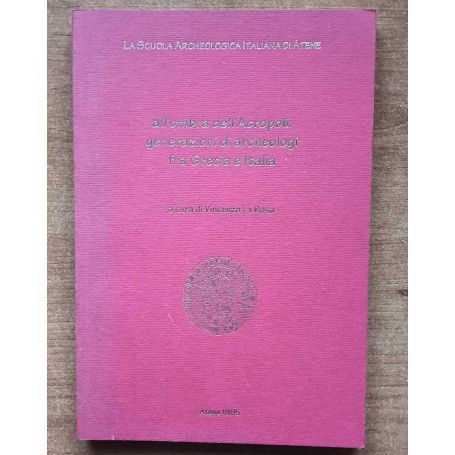 LA SCUOLA ARCHEOLOGICA ITALIANA DI ATENE
all'ombra dell'Acropoli:
generazioni di archeologi
fra Grecia e Italia
a cura di Vincenzo La Rosa
Atene